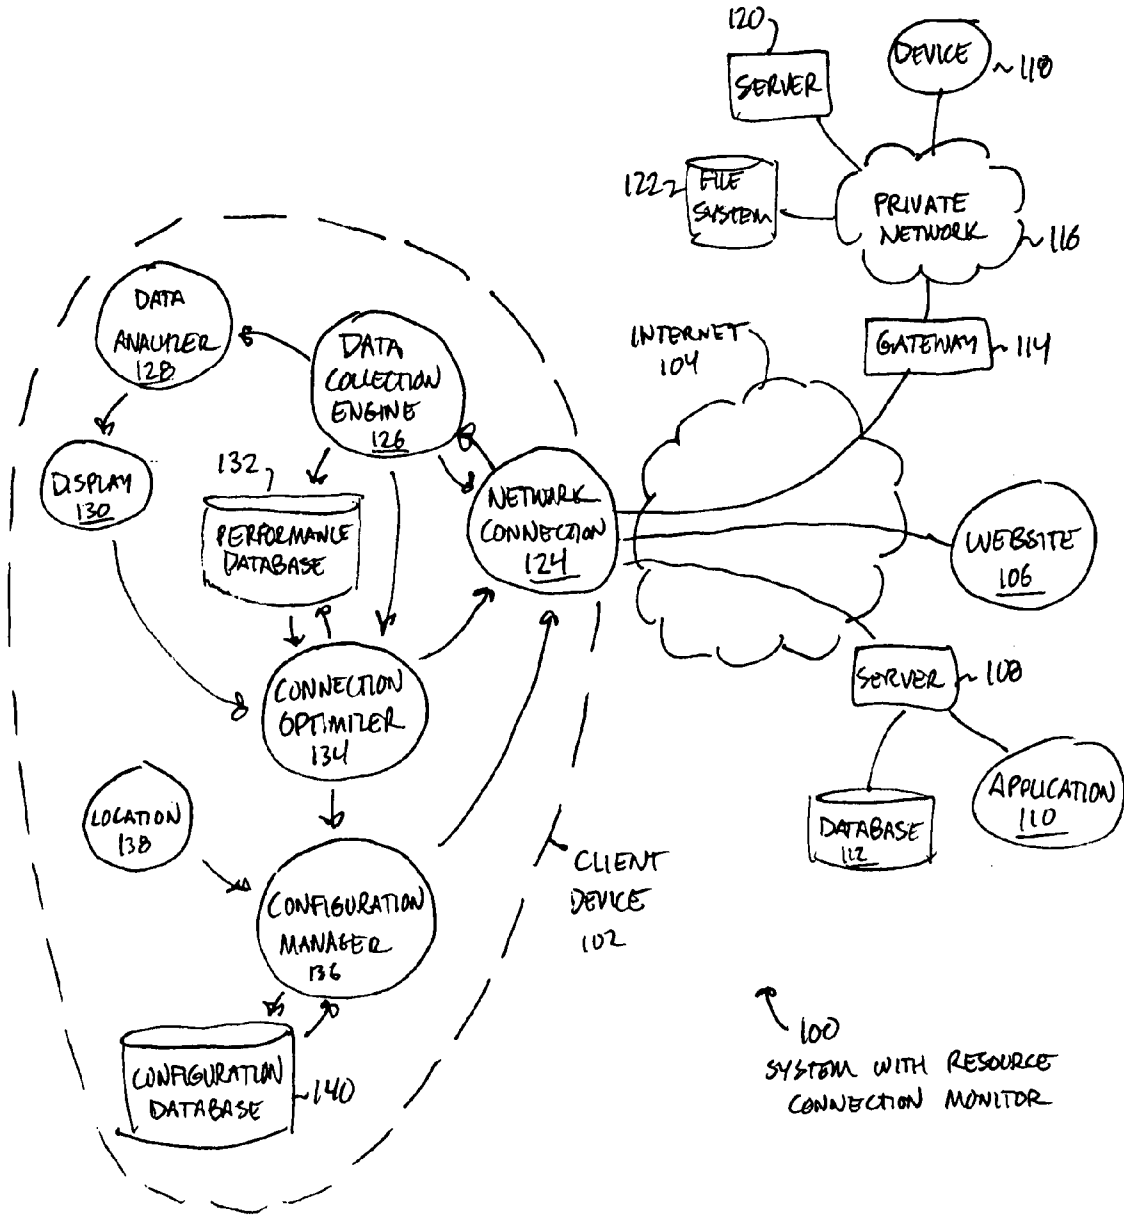 120
SERVER
DEVICE
118
122
FILE
SYSTEM
PRIVATE
NETWORK
116
GATEWAY
114
INTERNET
104
DATA
ANALYZER
128
DATA
COLLECTION
ENGINE
126
DISPLAY
130
132
PERFORMANCE
DATABASE
NETWORK
CONNECTION
124
WEBSITE
106
SERVER
108
CONNECTION
OPTIMIZER
134
APPLICATION
110
DATABASE
112
LOCATION
138
CLIENT
DEVICE
102
CONFIGURATION
MANAGER
136
CONFIGURATION
DATABASE
140
100
SYSTEM WITH RESOURCE
CONNECTION MONITOR